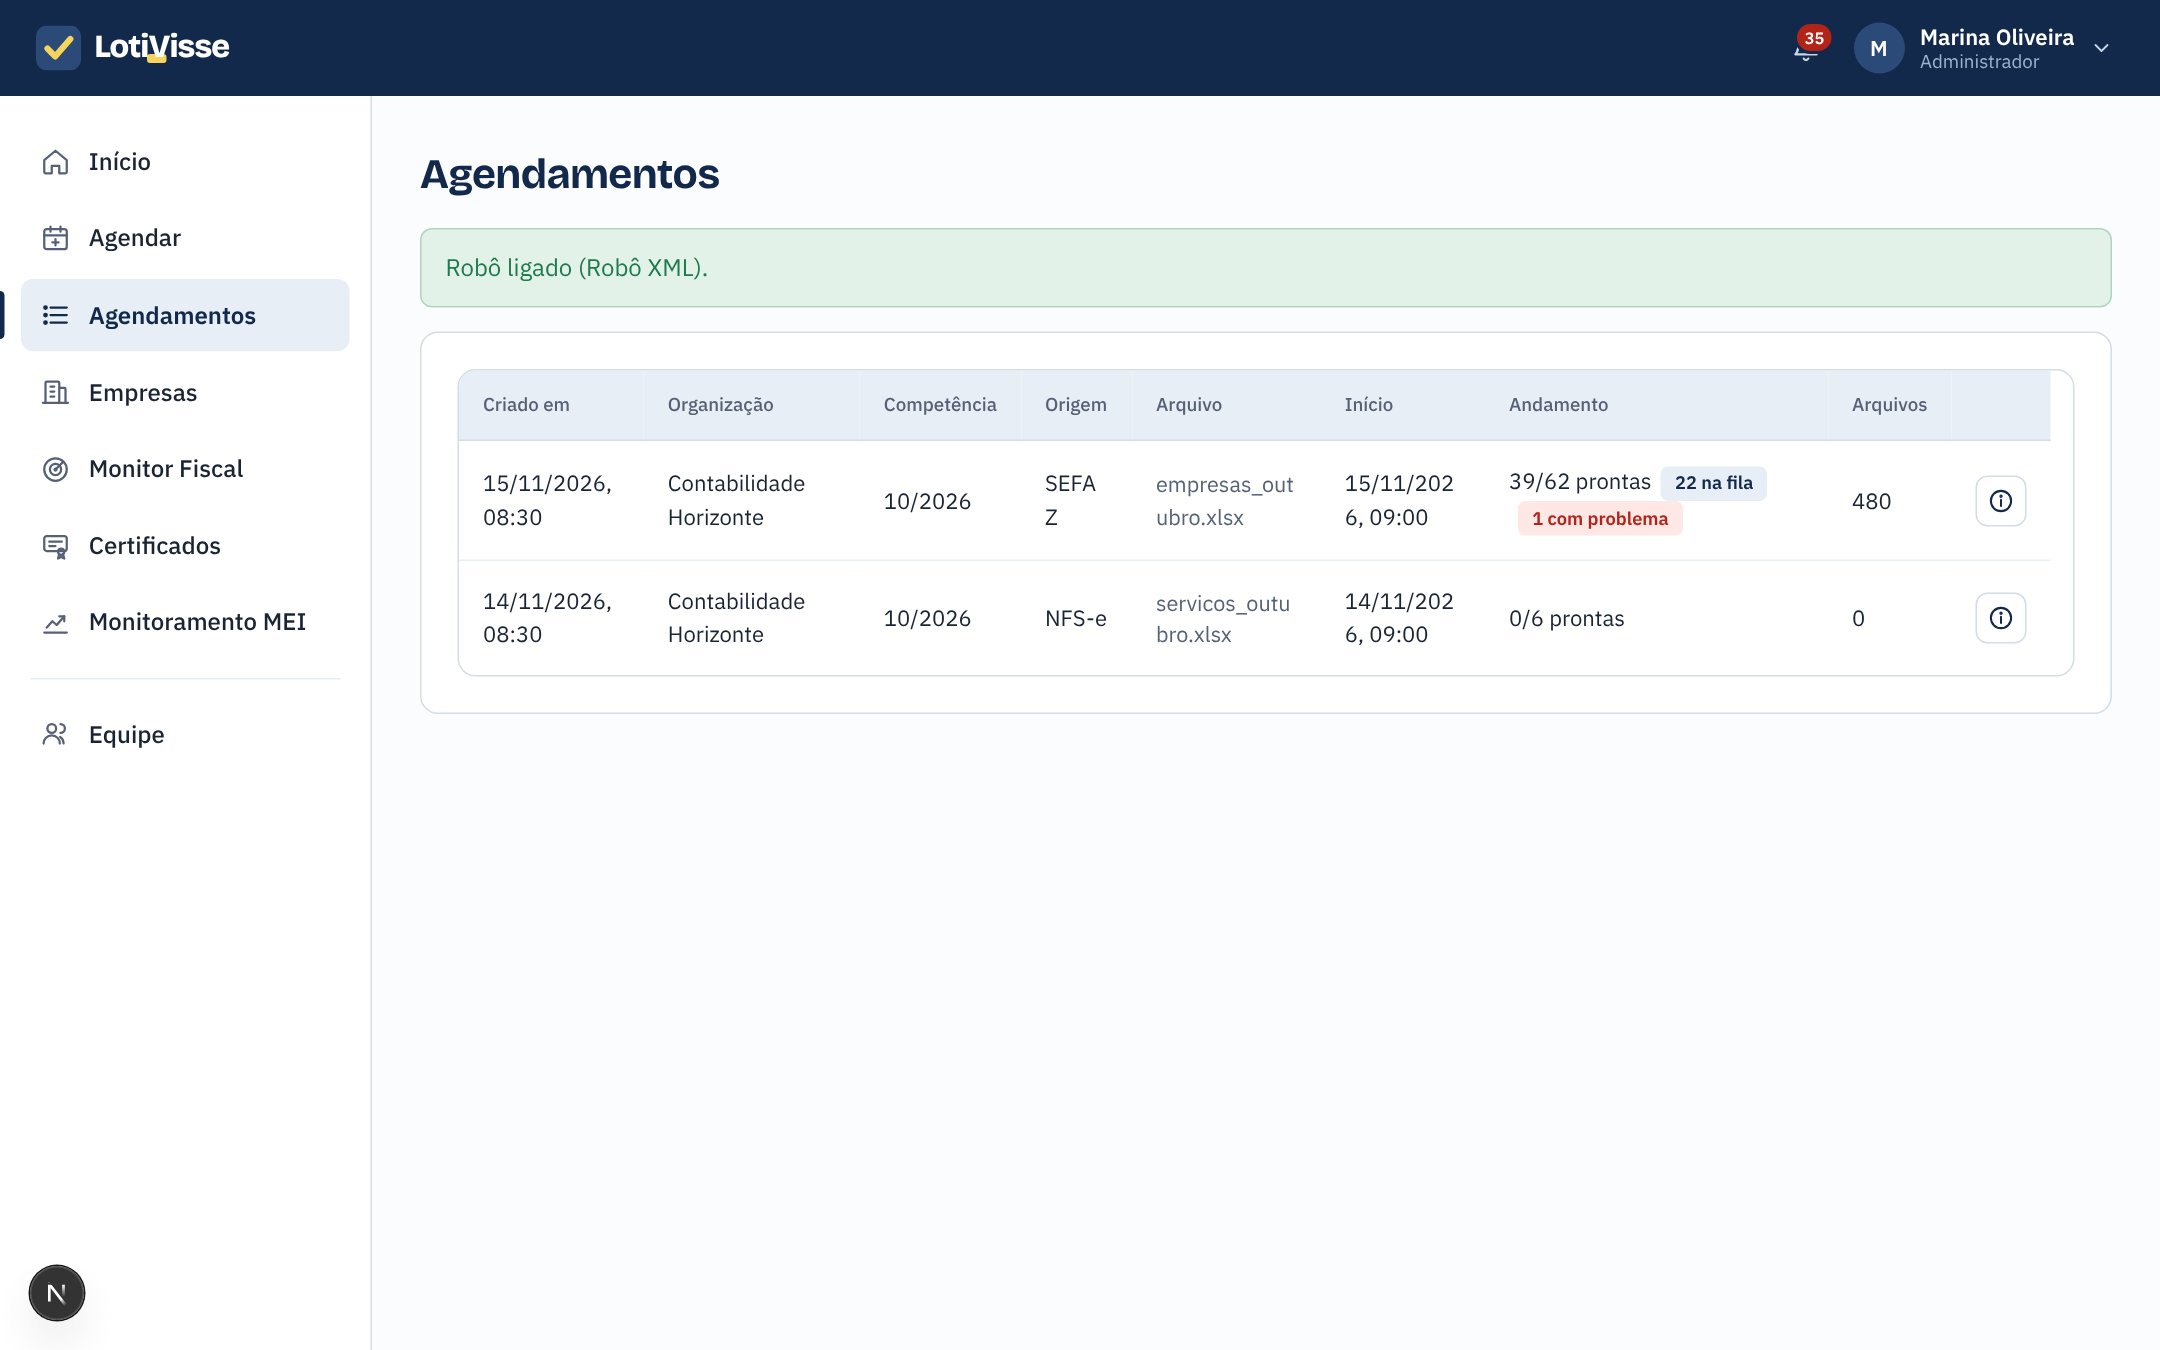 LotiVisse
35
M
Marina Oliveira
Administrador
Início
Agendar
Agendamentos
Empresas
Monitor Fiscal
Certificados
Monitoramento MEI
Equipe
N
Agendamentos
Robô ligado (Robô XML).
Criado em Organização Competência Origem Arquivo Início Andamento Arquivos
15/11/2026,
08:30
Contabilidade
Horizonte
10/2026
SEFA
Z
empresas_out
ubro.xlsx
15/11/202
6, 09:00
39/62 prontas 22 na fila
1 com problema
480
14/11/2026,
08:30
Contabilidade
Horizonte
10/2026
NFS-e
servicos_outu
bro.xlsx
14/11/202
6, 09:00
0/6 prontas
0